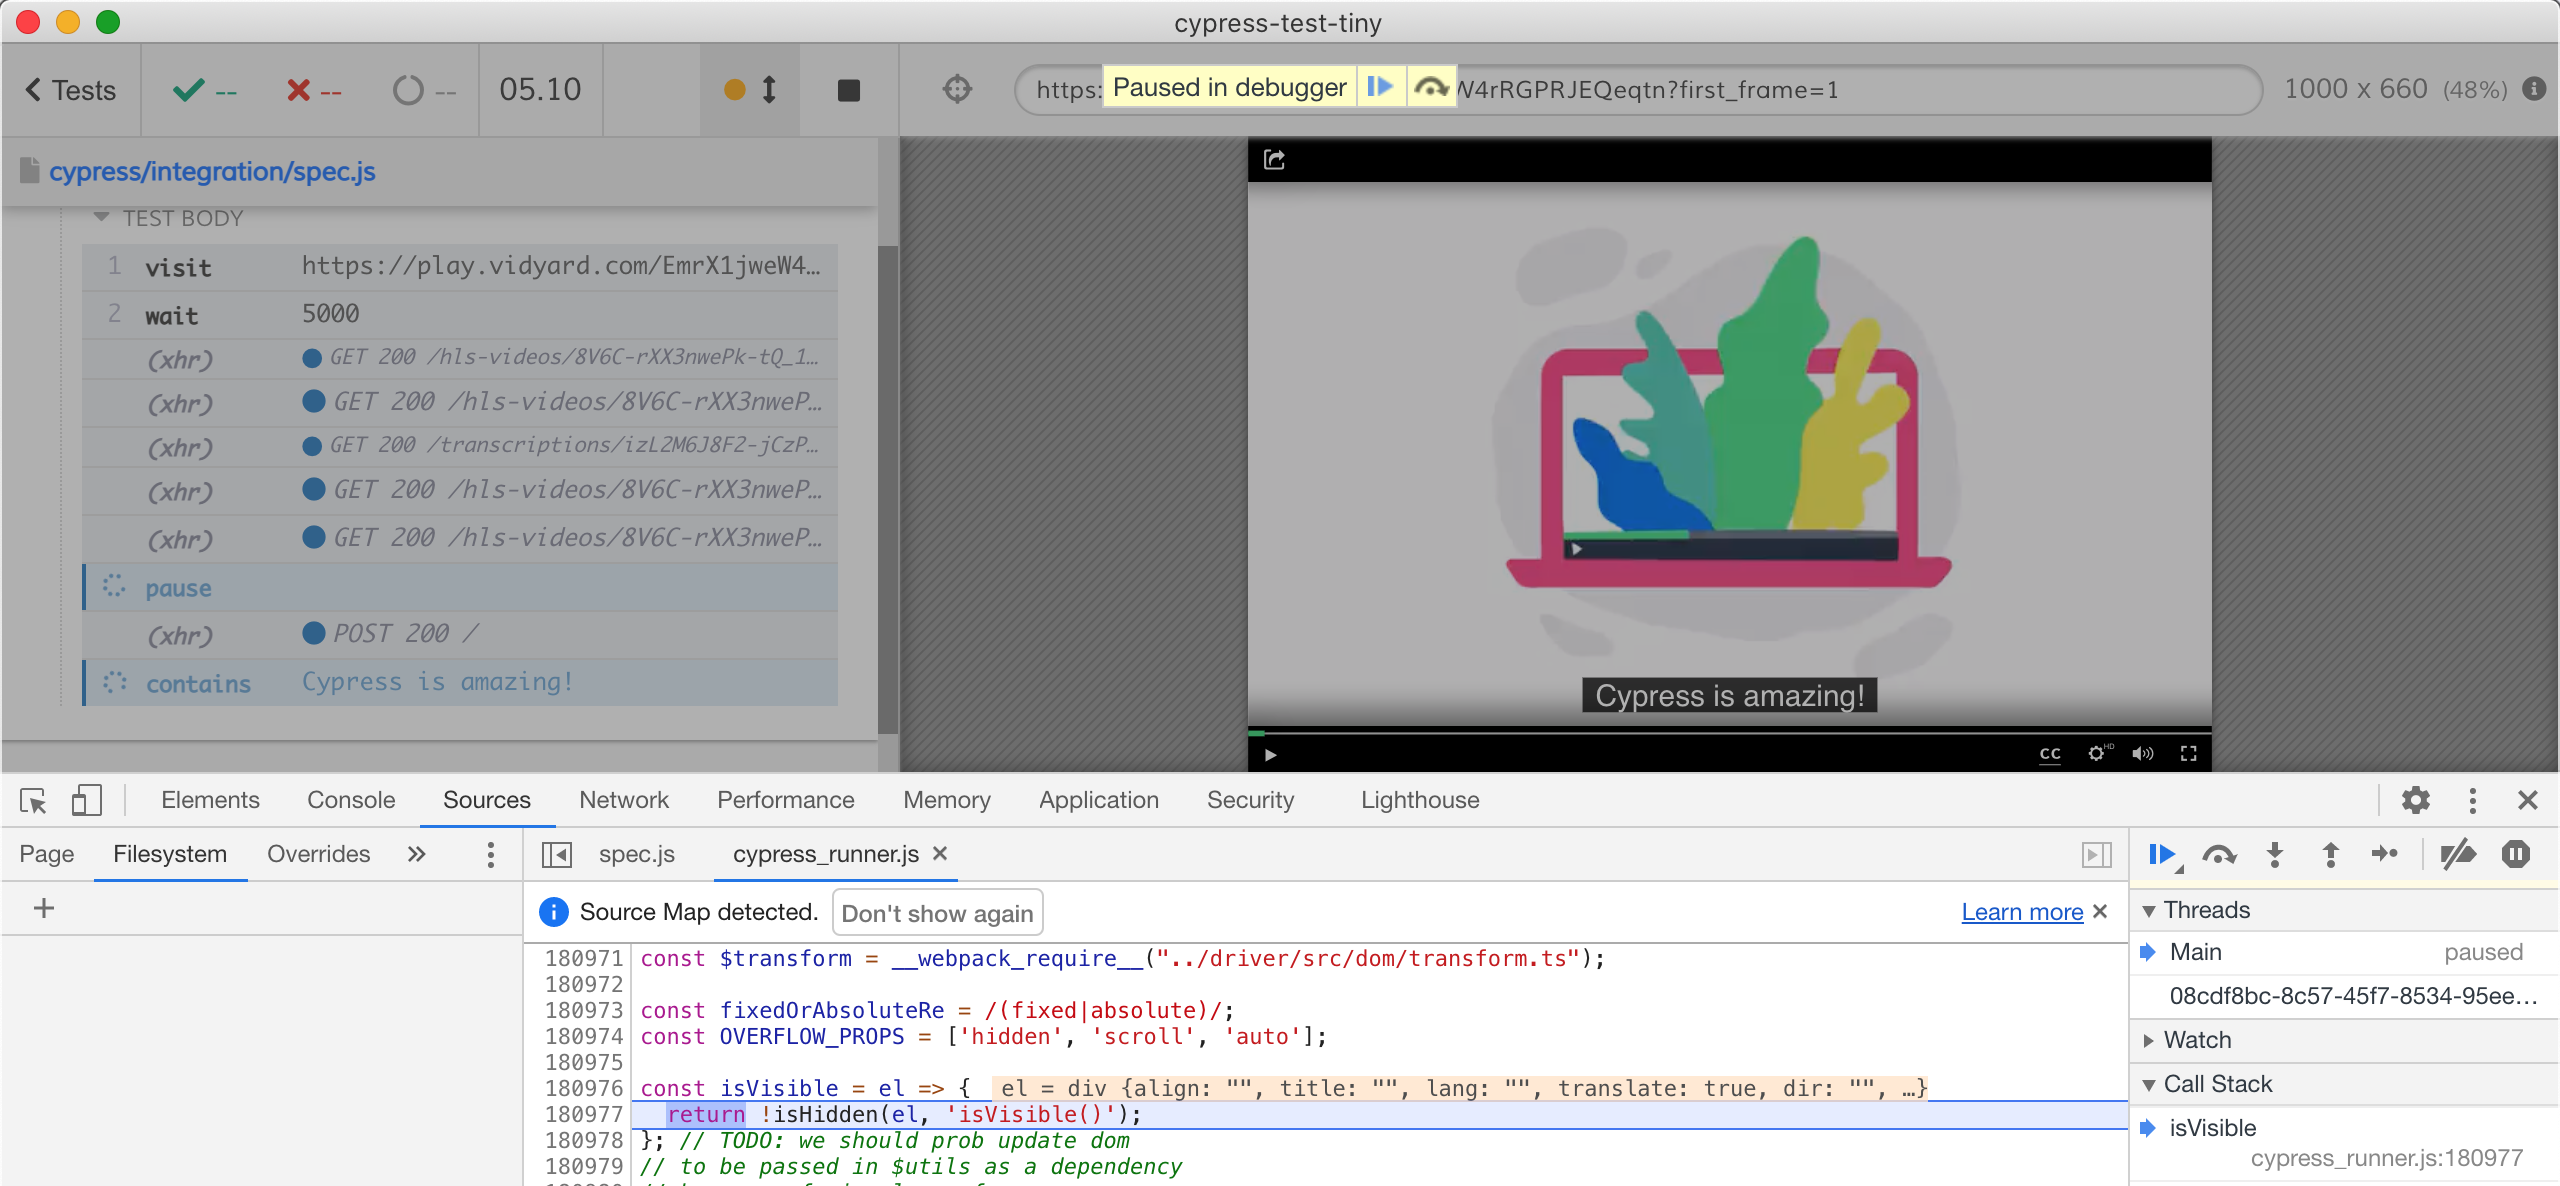 cypress-test-tiny
Tests -- -- -- 05.10
https: Paused in debugger W4rRGPRJEQeqtn?first_frame=1 1000 x 660 (48%)
cypress/integration/spec.js
TEST BODY
1 visit https://play.vidyard.com/EmrX1jweW4…
2 wait 5000
(xhr) GET 200 /hls-videos/8V6C-rXX3nwePk-tQ_1…
(xhr) GET 200 /hls-videos/8V6C-rXX3nweP…
(xhr) GET 200 /transcriptions/izL2M6J8F2-jCzP…
(xhr) GET 200 /hls-videos/8V6C-rXX3nweP…
(xhr) GET 200 /hls-videos/8V6C-rXX3nweP…
pause
(xhr) POST 200 /
contains Cypress is amazing!
Cypress is amazing!
CC HD
Elements Console Sources Network Performance Memory Application Security Lighthouse
Page Filesystem Overrides
spec.js cypress_runner.js
Source Map detected. Don't show again Learn more
180971 const $transform = __webpack_require__("../driver/src/dom/transform.ts");
180972
180973 const fixedOrAbsoluteRe = /(fixed|absolute)/;
180974 const OVERFLOW_PROPS = ['hidden', 'scroll', 'auto'];
180975
180976 const isVisible = el => { el = div {align: "", title: "", lang: "", translate: true, dir: "", …}
180977 return !isHidden(el, 'isVisible()');
180978 }; // TODO: we should prob update dom
180979 // to be passed in $utils as a dependency
Threads
Main paused
08cdf8bc-8c57-45f7-8534-95ee…
Watch
Call Stack
isVisible
cypress_runner.js:180977